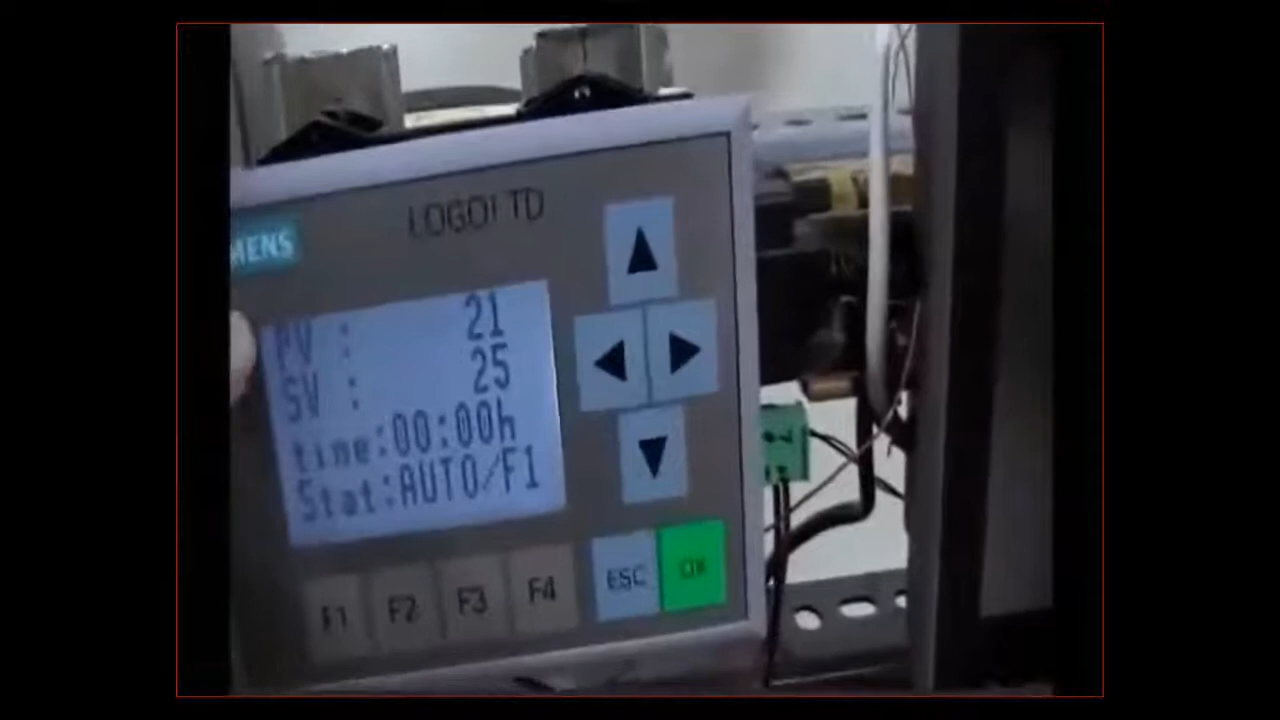 LOGO! TD
MENS
PV : 21
SV : 25
time:00:00h
Stat:AUTO/F1
F1 F2 F3 F4
ESC OK